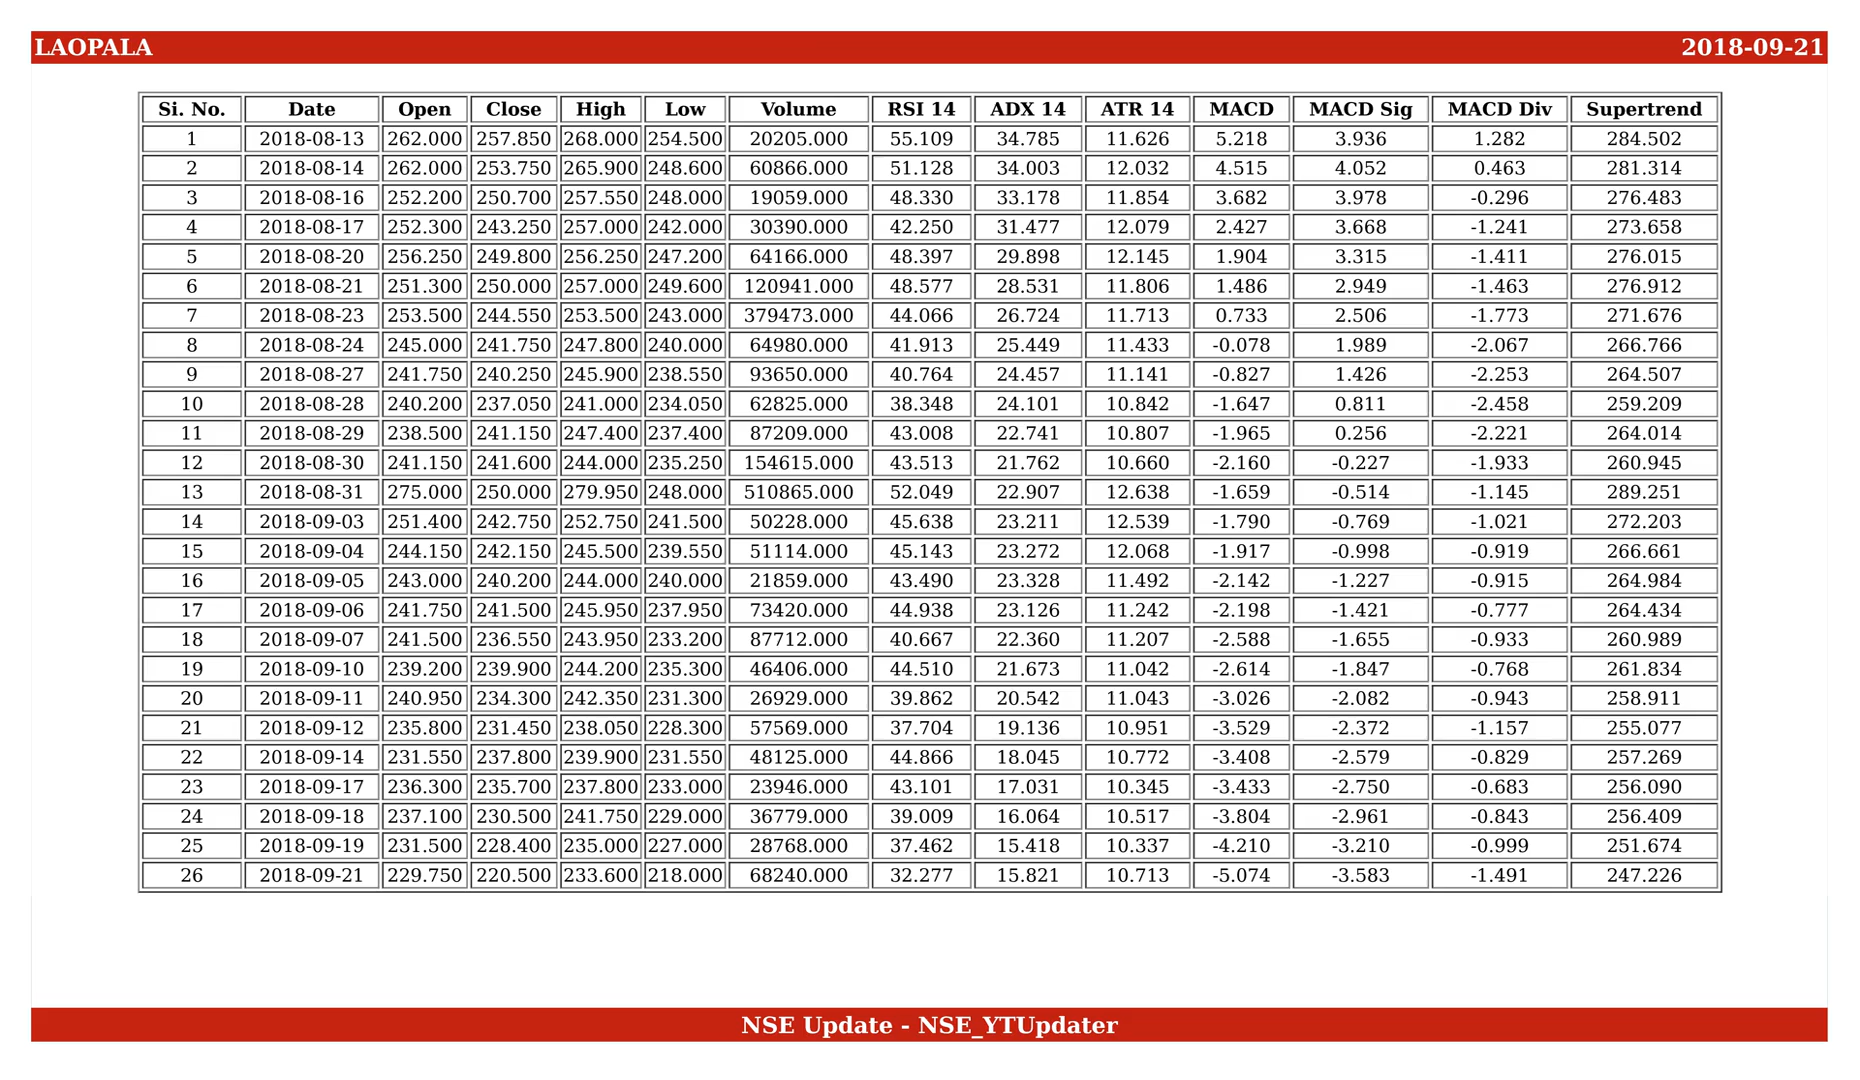 LAOPALA 2018-09-21
Si. No. Date Open Close High Low Volume RSI 14 ADX 14 ATR 14 MACD MACD Sig MACD Div Supertrend
1 2018-08-13 262.000 257.850 268.000 254.500 20205.000 55.109 34.785 11.626 5.218 3.936 1.282 284.502
2 2018-08-14 262.000 253.750 265.900 248.600 60866.000 51.128 34.003 12.032 4.515 4.052 0.463 281.314
3 2018-08-16 252.200 250.700 257.550 248.000 19059.000 48.330 33.178 11.854 3.682 3.978 -0.296 276.483
4 2018-08-17 252.300 243.250 257.000 242.000 30390.000 42.250 31.477 12.079 2.427 3.668 -1.241 273.658
5 2018-08-20 256.250 249.800 256.250 247.200 64166.000 48.397 29.898 12.145 1.904 3.315 -1.411 276.015
6 2018-08-21 251.300 250.000 257.000 249.600 120941.000 48.577 28.531 11.806 1.486 2.949 -1.463 276.912
7 2018-08-23 253.500 244.550 253.500 243.000 379473.000 44.066 26.724 11.713 0.733 2.506 -1.773 271.676
8 2018-08-24 245.000 241.750 247.800 240.000 64980.000 41.913 25.449 11.433 -0.078 1.989 -2.067 266.766
9 2018-08-27 241.750 240.250 245.900 238.550 93650.000 40.764 24.457 11.141 -0.827 1.426 -2.253 264.507
10 2018-08-28 240.200 237.050 241.000 234.050 62825.000 38.348 24.101 10.842 -1.647 0.811 -2.458 259.209
11 2018-08-29 238.500 241.150 247.400 237.400 87209.000 43.008 22.741 10.807 -1.965 0.256 -2.221 264.014
12 2018-08-30 241.150 241.600 244.000 235.250 154615.000 43.513 21.762 10.660 -2.160 -0.227 -1.933 260.945
13 2018-08-31 275.000 250.000 279.950 248.000 510865.000 52.049 22.907 12.638 -1.659 -0.514 -1.145 289.251
14 2018-09-03 251.400 242.750 252.750 241.500 50228.000 45.638 23.211 12.539 -1.790 -0.769 -1.021 272.203
15 2018-09-04 244.150 242.150 245.500 239.550 51114.000 45.143 23.272 12.068 -1.917 -0.998 -0.919 266.661
16 2018-09-05 243.000 240.200 244.000 240.000 21859.000 43.490 23.328 11.492 -2.142 -1.227 -0.915 264.984
17 2018-09-06 241.750 241.500 245.950 237.950 73420.000 44.938 23.126 11.242 -2.198 -1.421 -0.777 264.434
18 2018-09-07 241.500 236.550 243.950 233.200 87712.000 40.667 22.360 11.207 -2.588 -1.655 -0.933 260.989
19 2018-09-10 239.200 239.900 244.200 235.300 46406.000 44.510 21.673 11.042 -2.614 -1.847 -0.768 261.834
20 2018-09-11 240.950 234.300 242.350 231.300 26929.000 39.862 20.542 11.043 -3.026 -2.082 -0.943 258.911
21 2018-09-12 235.800 231.450 238.050 228.300 57569.000 37.704 19.136 10.951 -3.529 -2.372 -1.157 255.077
22 2018-09-14 231.550 237.800 239.900 231.550 48125.000 44.866 18.045 10.772 -3.408 -2.579 -0.829 257.269
23 2018-09-17 236.300 235.700 237.800 233.000 23946.000 43.101 17.031 10.345 -3.433 -2.750 -0.683 256.090
24 2018-09-18 237.100 230.500 241.750 229.000 36779.000 39.009 16.064 10.517 -3.804 -2.961 -0.843 256.409
25 2018-09-19 231.500 228.400 235.000 227.000 28768.000 37.462 15.418 10.337 -4.210 -3.210 -0.999 251.674
26 2018-09-21 229.750 220.500 233.600 218.000 68240.000 32.277 15.821 10.713 -5.074 -3.583 -1.491 247.226
NSE Update - NSE_YTUpdater